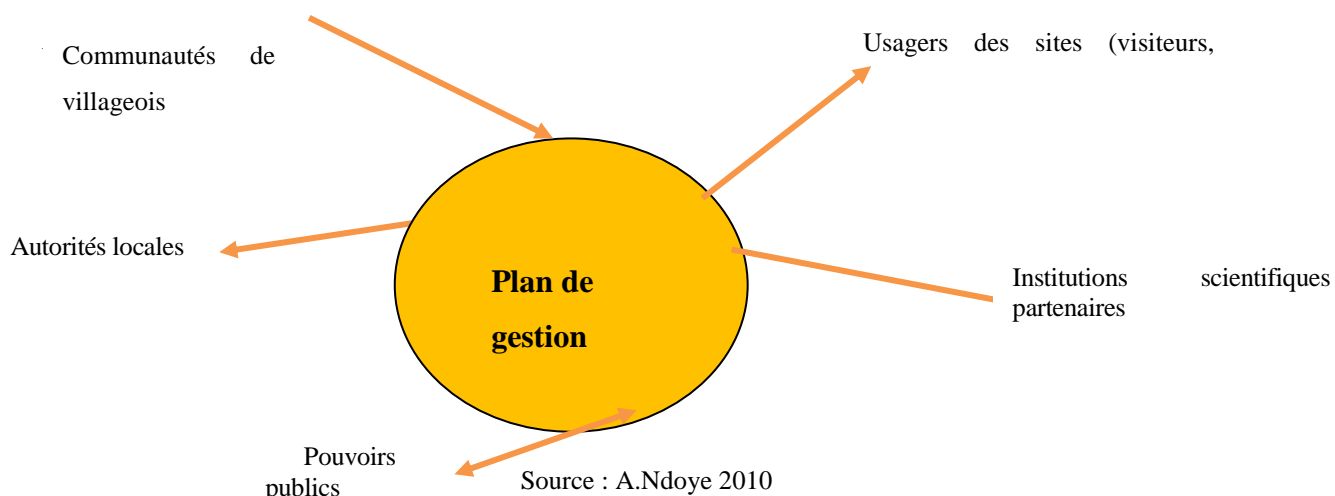 Communautés de
villageois
Usagers des sites (visiteurs,
Autorités locales
Plan de
gestion
Institutions scientifiques
partenaires
Pouvoirs
publics
Source : A.Ndoye 2010